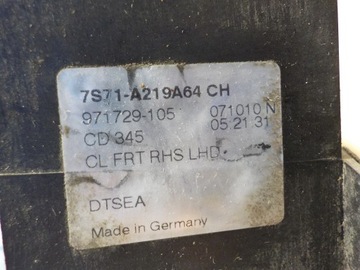 7S71-A219A64 CH
971729-105 071010 N
CD 345 05.21.31
CL FRT RHS LHD
DTSEA
Made in Germany